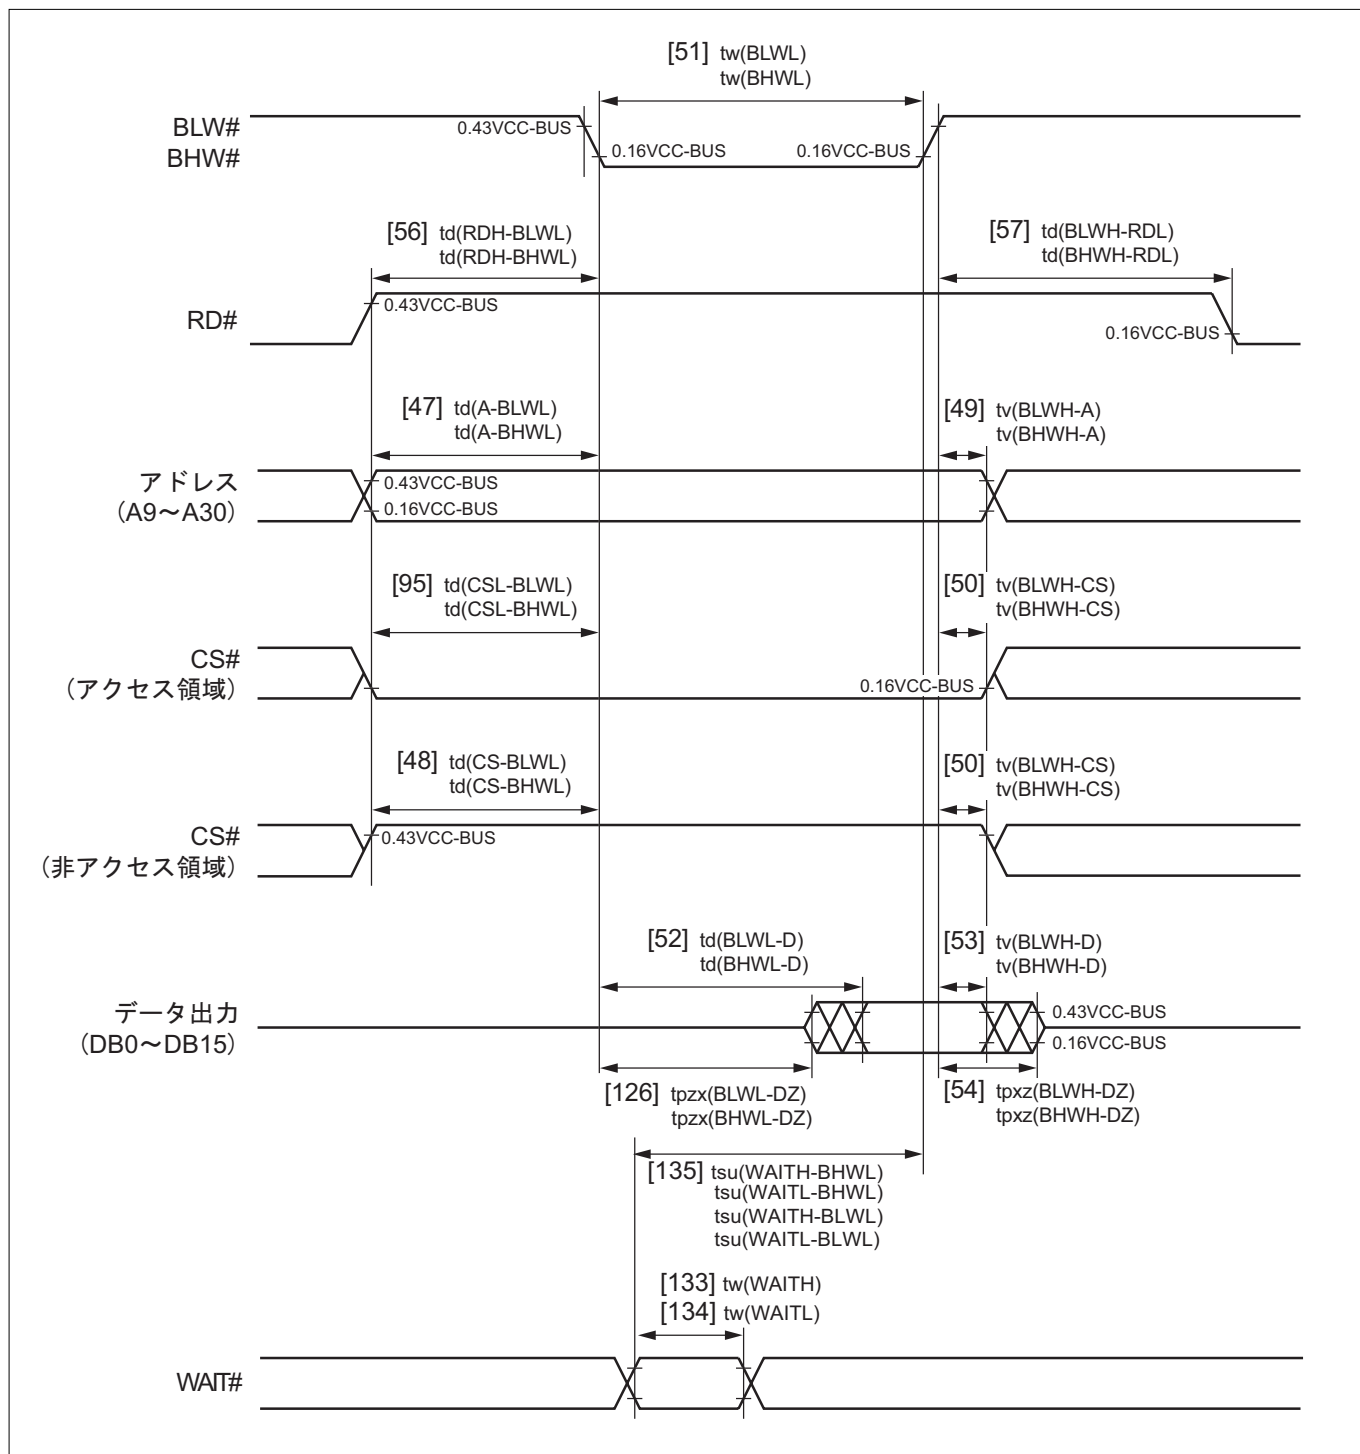 [51] tw(BLWL)
tw(BHWL)
BLW#
BHW#
0.43VCC-BUS
0.16VCC-BUS
0.16VCC-BUS
[56] td(RDH-BLWL)
td(RDH-BHWL)
[57] td(BLWH-RDL)
td(BHWH-RDL)
RD#
0.43VCC-BUS
0.16VCC-BUS
[47] td(A-BLWL)
td(A-BHWL)
[49] tv(BLWH-A)
tv(BHWH-A)
アドレス
(A9～A30)
0.43VCC-BUS
0.16VCC-BUS
[95] td(CSL-BLWL)
td(CSL-BHWL)
[50] tv(BLWH-CS)
tv(BHWH-CS)
CS#
(アクセス領域)
0.16VCC-BUS
[48] td(CS-BLWL)
td(CS-BHWL)
[50] tv(BLWH-CS)
tv(BHWH-CS)
CS#
(非アクセス領域)
0.43VCC-BUS
[52] td(BLWL-D)
td(BHWL-D)
[53] tv(BLWH-D)
tv(BHWH-D)
データ出力
(DB0～DB15)
0.43VCC-BUS
0.16VCC-BUS
[126] tpzx(BLWL-DZ)
tpzx(BHWL-DZ)
[54] tpxz(BLWH-DZ)
tpxz(BHWH-DZ)
[135] tsu(WAITH-BHWL)
tsu(WAITL-BHWL)
tsu(WAITH-BLWL)
tsu(WAITL-BLWL)
[133] tw(WAITH)
[134] tw(WAITL)
WAIT#